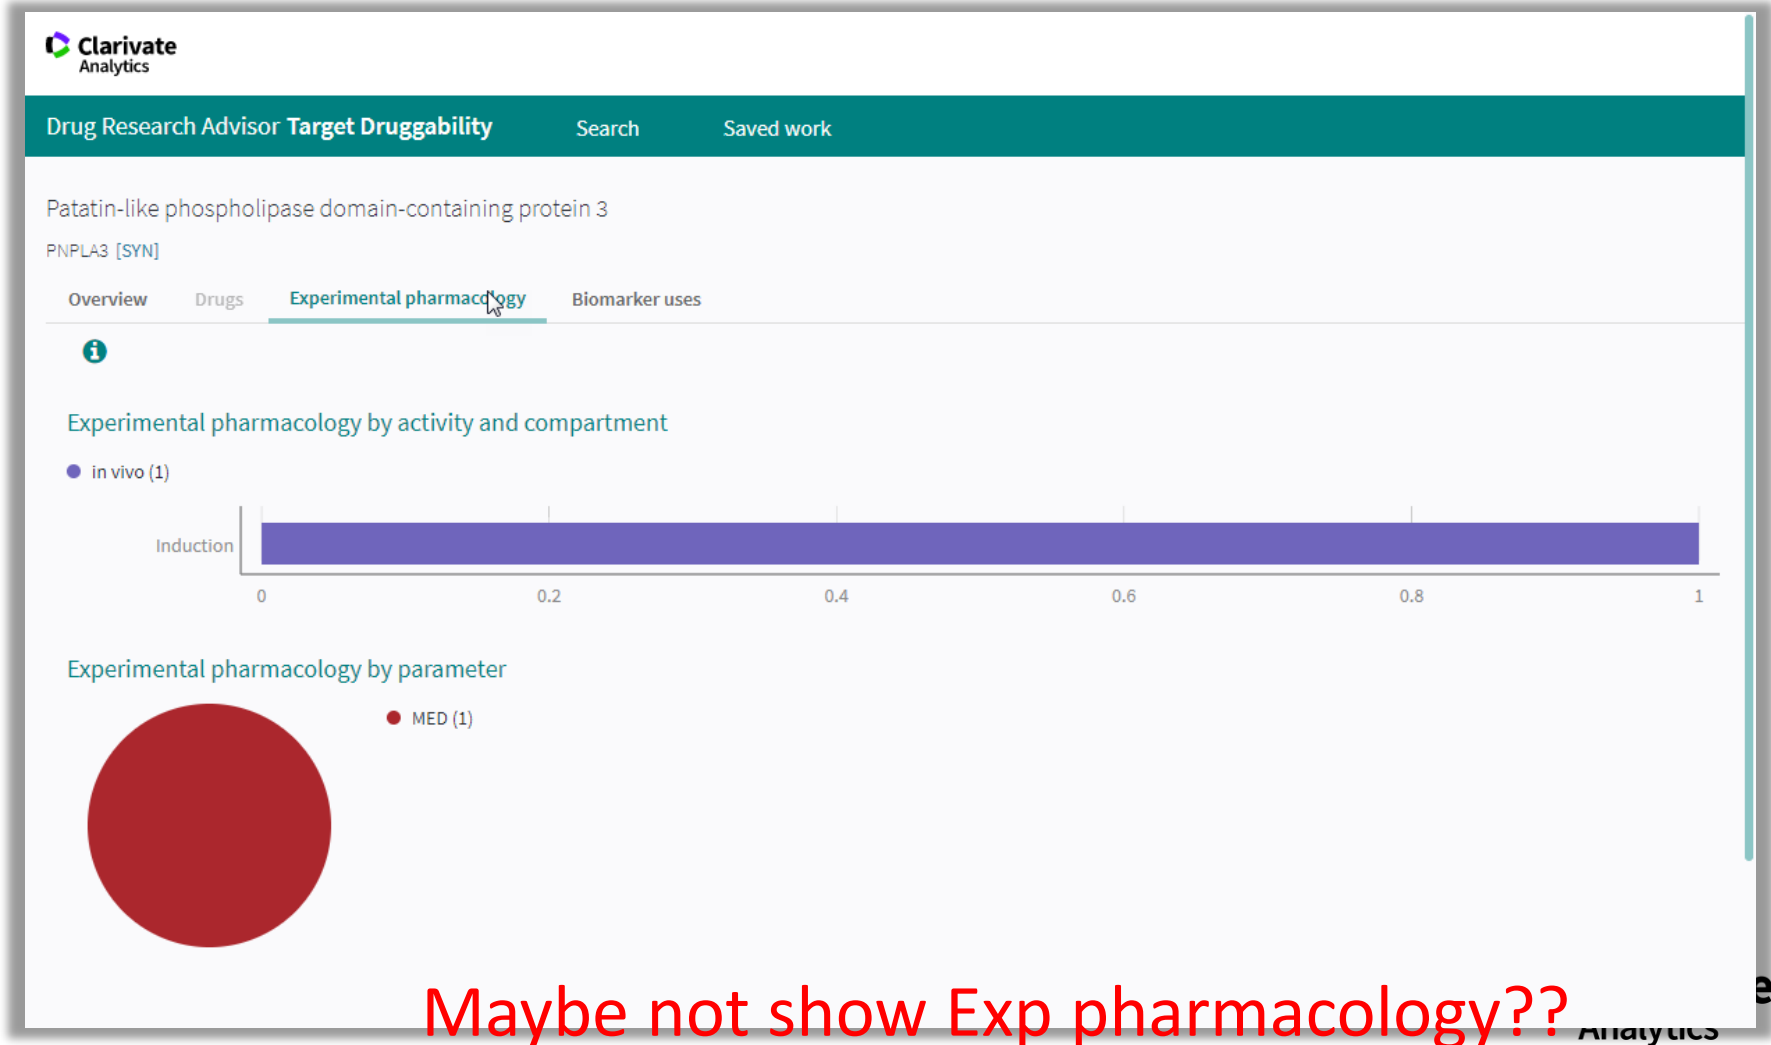 Clarivate
Analytics
Drug Research Advisor Target Druggability Search Saved work
Patatin-like phospholipase domain-containing protein 3
PNPLA3 [SYN]
Overview Drugs Experimental pharmacology Biomarker uses
Experimental pharmacology by activity and compartment
in vivo (1)
Induction
0 0.2 0.4 0.6 0.8 1
Experimental pharmacology by parameter
MED (1)
Maybe not show Exp pharmacology??
Analytics